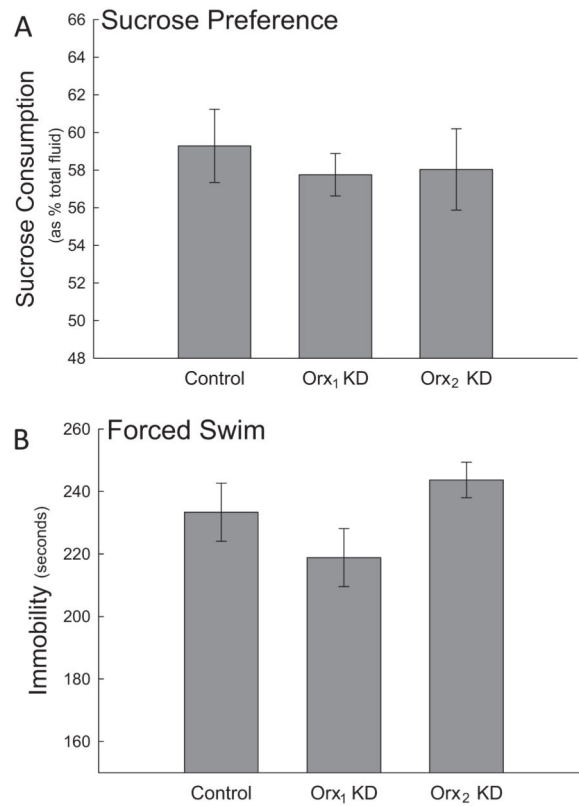 A
Sucrose Preference
Sucrose Consumption
(as % total fluid)
66
64
62
60
58
56
54
52
50
48
Control
Orx₁ KD
Orx₂ KD
B
Forced Swim
Immobility (seconds)
260
240
220
200
180
160
Control
Orx₁ KD
Orx₂ KD